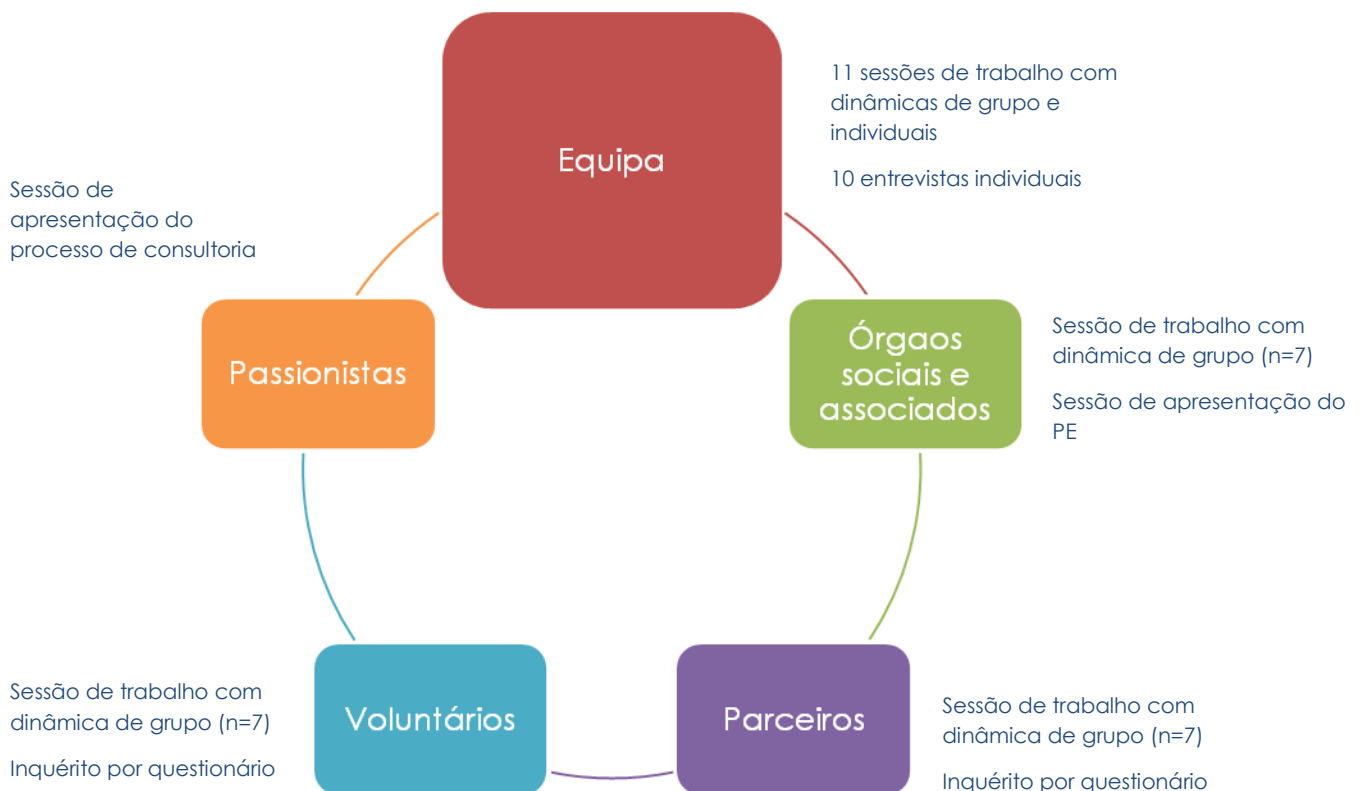 Equipa
11 sessões de trabalho com
dinâmicas de grupo e
individuais
10 entrevistas individuais
Sessão de
apresentação do
processo de consultoria
Passionistas
Órgaos
sociais e
associados
Sessão de trabalho com
dinâmica de grupo (n=7)
Sessão de apresentação do
PE
Sessão de trabalho com
dinâmica de grupo (n=7)
Inquérito por questionário
Voluntários
Parceiros
Sessão de trabalho com
dinâmica de grupo (n=7)
Inquérito por questionário